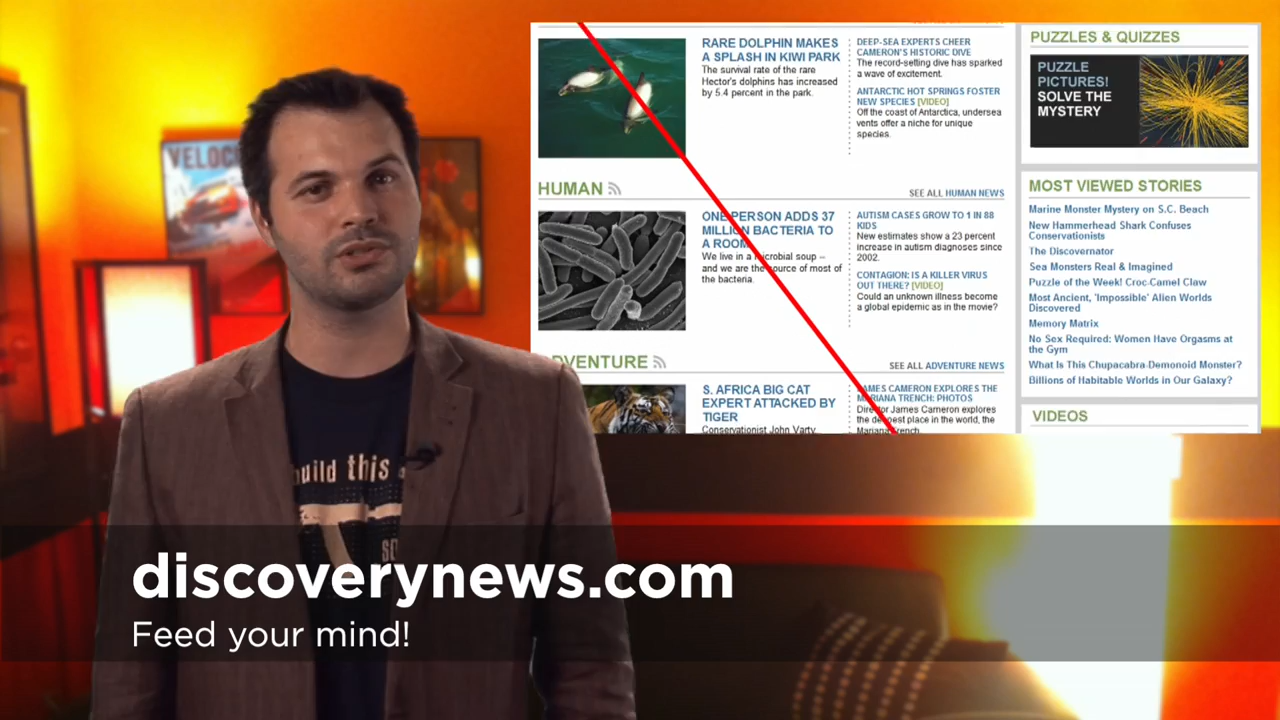 SEE ALL
RARE DOLPHIN MAKES
A SPLASH IN KIWI PARK
The survival rate of the rare
Hector's dolphins has increased
by 5.4 percent in the park.
DEEP-SEA EXPERTS CHEER
CAMERON'S HISTORIC DIVE
The record-setting dive has sparked
a wave of excitement.
ANTARCTIC HOT SPRINGS FOSTER
NEW SPECIES [VIDEO]
Off the coast of Antarctica, undersea
vents offer a niche for unique
species.
HUMAN
SEE ALL HUMAN NEWS
ONE PERSON ADDS 37
MILLION BACTERIA TO
A ROOM
We live in a microbial soup --
and we are the source of most of
the bacteria.
AUTISM CASES GROW TO 1 IN 88
KIDS
New estimates show a 23 percent
increase in autism diagnoses since
2002.
CONTAGION: IS A KILLER VIRUS
OUT THERE? [VIDEO]
Could an unknown illness become
a global epidemic as in the movie?
DVENTURE
SEE ALL ADVENTURE NEWS
S. AFRICA BIG CAT
EXPERT ATTACKED BY
TIGER
Conservationist John Varty,
JAMES CAMERON EXPLORES THE
MARIANA TRENCH: PHOTOS
Director James Cameron explores
the deepest place in the world, the
Mariana Trench.
PUZZLES & QUIZZES
PUZZLE
PICTURES!
SOLVE THE
MYSTERY
MOST VIEWED STORIES
Marine Monster Mystery on S.C. Beach
New Hammerhead Shark Confuses
Conservationists
The Discovernator
Sea Monsters Real & Imagined
Puzzle of the Week! Croc-Camel Claw
Most Ancient, 'Impossible' Alien Worlds
Discovered
Memory Matrix
No Sex Required: Women Have Orgasms at
the Gym
What Is This Chupacabra-Demonoid Monster?
Billions of Habitable Worlds in Our Galaxy?
VIDEOS
VELOC
uild this
discoverynews.com
Feed your mind!